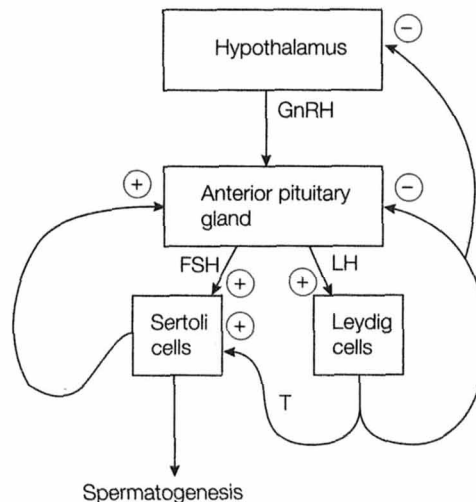 Hypothalamus
−
GnRH
+
Anterior pituitary
gland
−
FSH
LH
+
+
Sertoli
cells
+
Leydig
cells
T
Spermatogenesis